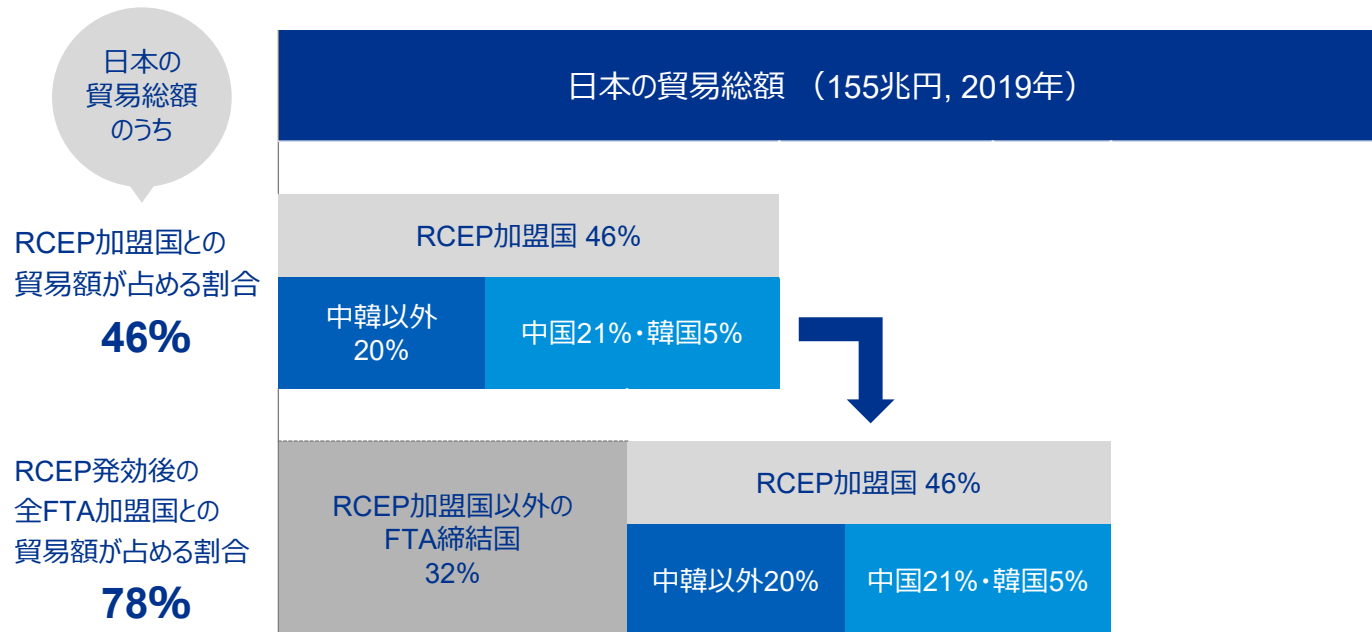 日本の
貿易総額
のうち
日本の貿易総額 （155兆円, 2019年）
RCEP加盟国との
貿易額が占める割合
46%
RCEP加盟国 46%
中韓以外
20%
中国21%・韓国5%
RCEP発効後の
全FTA加盟国との
貿易額が占める割合
78%
RCEP加盟国以外の
FTA締結国
32%
RCEP加盟国 46%
中韓以外20%
中国21%・韓国5%